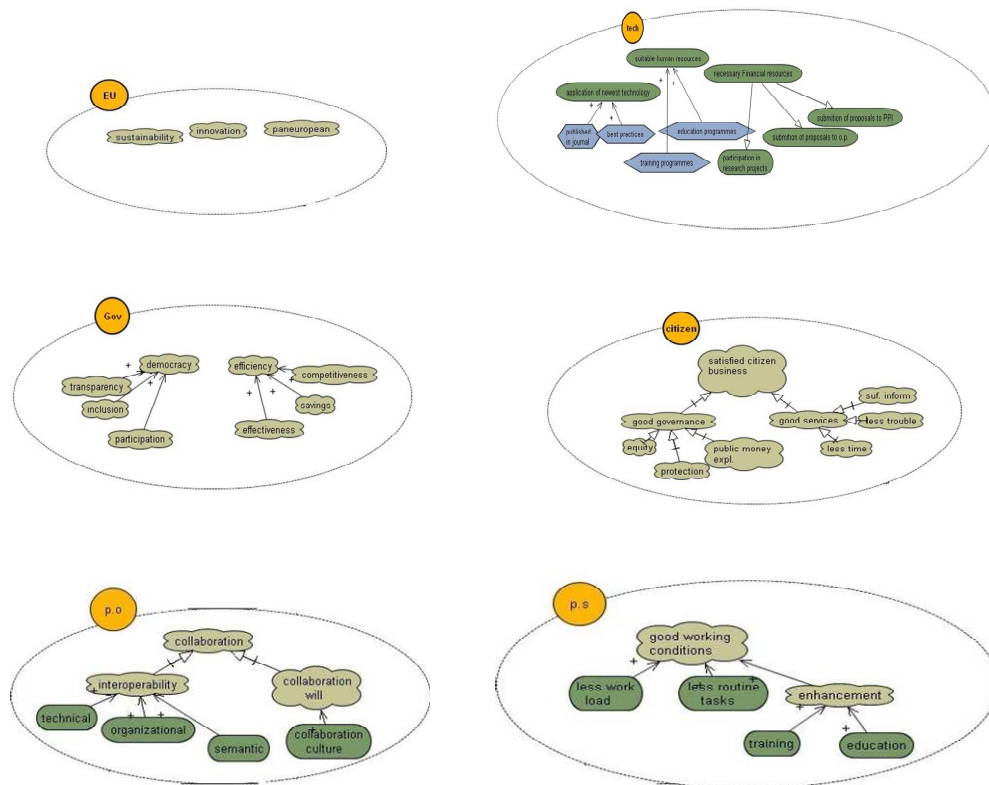 EU
sustainability
innovation
paneuropean
tech
suitable human resources
necessary Financial resources
application of newest technology
submition of proposals to PPI
published
in journal
best practices
education programmes
submition of proposals to o.p.
training programmes
participation in
research projects
Gov
democracy
transparency
inclusion
participation
efficiency
competitiveness
savings
effectiveness
citizen
satisfied citizen
business
good governance
equity
protection
public money
expl.
good services
suf. inform
less trouble
less time
p.o
collaboration
interoperability
collaboration
will
technical
organizational
semantic
collaboration
culture
p.s
good working
conditions
less work
load
less routine
tasks
enhancement
training
education